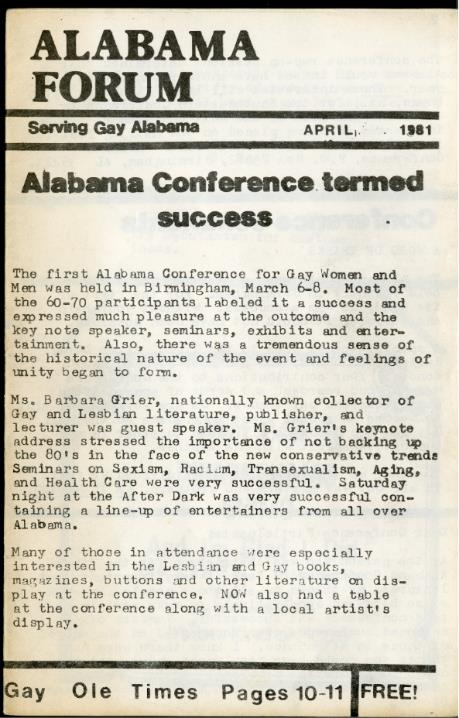 ALABAMA
FORUM
Serving Gay Alabama APRIL, 1981
Alabama Conference termed
success
The first Alabama Conference for Gay Women and
Men was held in Birmingham, March 6-8. Most of
the 60-70 participants labeled it a success and
expressed much pleasure at the outcome and the
key note speaker, seminars, exhibits and enter-
tainment. Also, there was a tremendous sense of
the historical nature of the event and feelings of
unity began to form.
Ms. Barbara Grier, nationally known collector of
Gay and Lesbian literature, publisher, and
lecturer was guest speaker. Ms. Grier's keynote
address stressed the importance of not backing up
the 80's in the face of the new conservative trends
Seminars on Sexism, Racism, Transexualism, Aging,
and Health Care were very successful. Saturday
night at the After Dark was very successful con-
taining a line-up of entertainers from all over
Alabama.
Many of those in attendance were especially
interested in the Lesbian and Gay books,
magazines, buttons and other literature on dis-
play at the conference. NOW also had a table
at the conference along with a local artist's
display.
Gay Ole Times Pages 10-11 FREE!